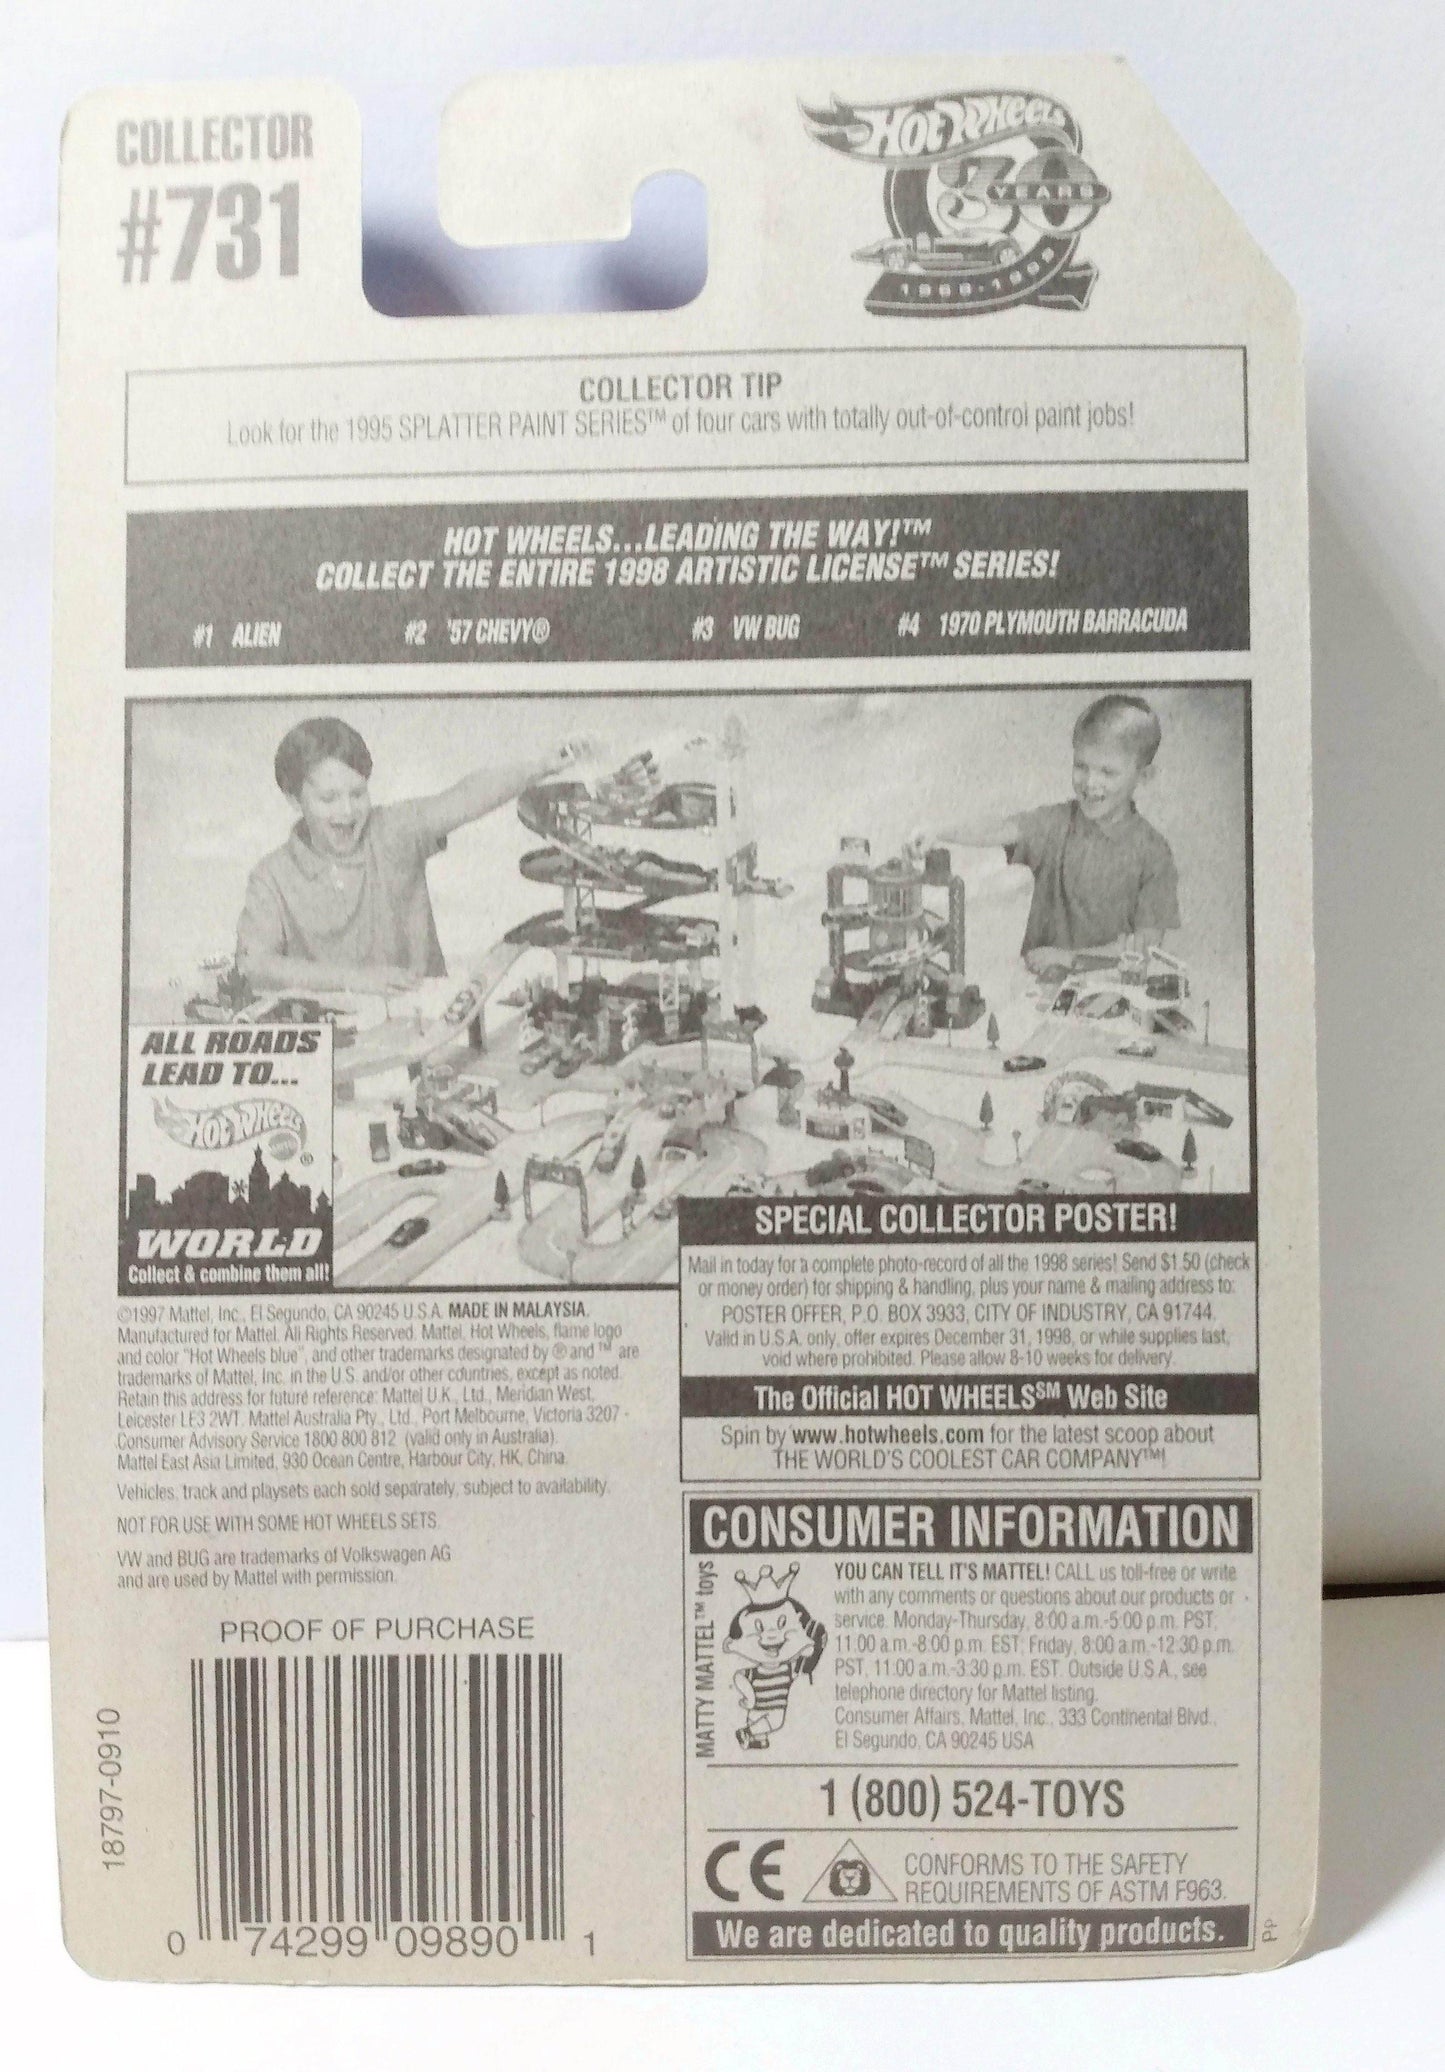 COLLECTOR
#731
HOT WHEELS
30
YEARS
1968-1998
COLLECTOR TIP
Look for the 1995 SPLATTER PAINT SERIES™ of four cars with totally out-of-control paint jobs!
HOT WHEELS...LEADING THE WAY!™
COLLECT THE ENTIRE 1998 ARTISTIC LICENSE™ SERIES!
#1 ALIEN #2 '57 CHEVY® #3 VW BUG #4 1970 PLYMOUTH BARRACUDA
ALL ROADS
LEAD TO...
HOT WHEELS ®
WORLD
Collect & combine them all!
SPECIAL COLLECTOR POSTER!
Mail in today for a complete photo-record of all the 1998 series! Send $1.50 (check
or money order) for shipping & handling, plus your name & mailing address to:
POSTER OFFER, P.O. BOX 3933, CITY OF INDUSTRY, CA 91744.
Valid in U.S.A. only, offer expires December 31, 1998, or while supplies last,
void where prohibited. Please allow 8-10 weeks for delivery.
The Official HOT WHEELS℠ Web Site
Spin by www.hotwheels.com for the latest scoop about
THE WORLD'S COOLEST CAR COMPANY™!
©1997 Mattel, Inc., El Segundo, CA 90245 U.S.A. MADE IN MALAYSIA.
Manufactured for Mattel. All Rights Reserved. Mattel, Hot Wheels, flame logo
and color "Hot Wheels blue", and other trademarks designated by ® and ™ are
trademarks of Mattel, Inc. in the U.S. and/or other countries, except as noted.
Retain this address for future reference: Mattel U.K., Ltd., Meridian West,
Leicester LE3 2WT. Mattel Australia Pty., Ltd., Port Melbourne, Victoria 3207 -
Consumer Advisory Service 1800 800 812 (valid only in Australia).
Mattel East Asia Limited, 930 Ocean Centre, Harbour City, HK, China.
Vehicles, track and playsets each sold separately, subject to availability.
NOT FOR USE WITH SOME HOT WHEELS SETS.
VW and BUG are trademarks of Volkswagen AG
and are used by Mattel with permission.
PROOF OF PURCHASE
18797-0910
0 74299 09890 1
CONSUMER INFORMATION
MATTY MATTEL™ toys
YOU CAN TELL IT'S MATTEL! CALL us toll-free or write
with any comments or questions about our products or
service. Monday-Thursday, 8:00 a.m.-5:00 p.m. PST,
11:00 a.m.-8:00 p.m. EST; Friday, 8:00 a.m.-12:30 p.m.
PST, 11:00 a.m.-3:30 p.m. EST. Outside U.S.A., see
telephone directory for Mattel listing.
Consumer Affairs, Mattel, Inc., 333 Continental Blvd.,
El Segundo, CA 90245 USA
1 (800) 524-TOYS
CE
CONFORMS TO THE SAFETY
REQUIREMENTS OF ASTM F963.
We are dedicated to quality products.
PP